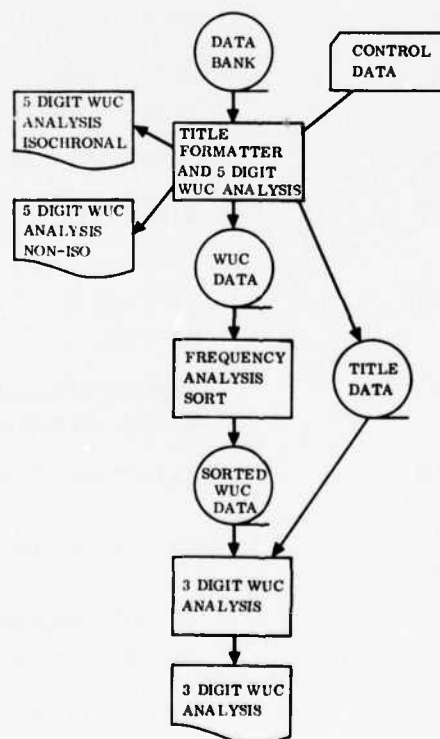 DATA
BANK
CONTROL
DATA
5 DIGIT WUC
ANALYSIS
ISOCHRONAL
TITLE
FORMATTER
AND 5 DIGIT
WUC ANALYSIS
5 DIGIT WUC
ANALYSIS
NON-ISO
WUC
DATA
FREQUENCY
ANALYSIS
SORT
TITLE
DATA
SORTED
WUC
DATA
3 DIGIT WUC
ANALYSIS
3 DIGIT WUC
ANALYSIS